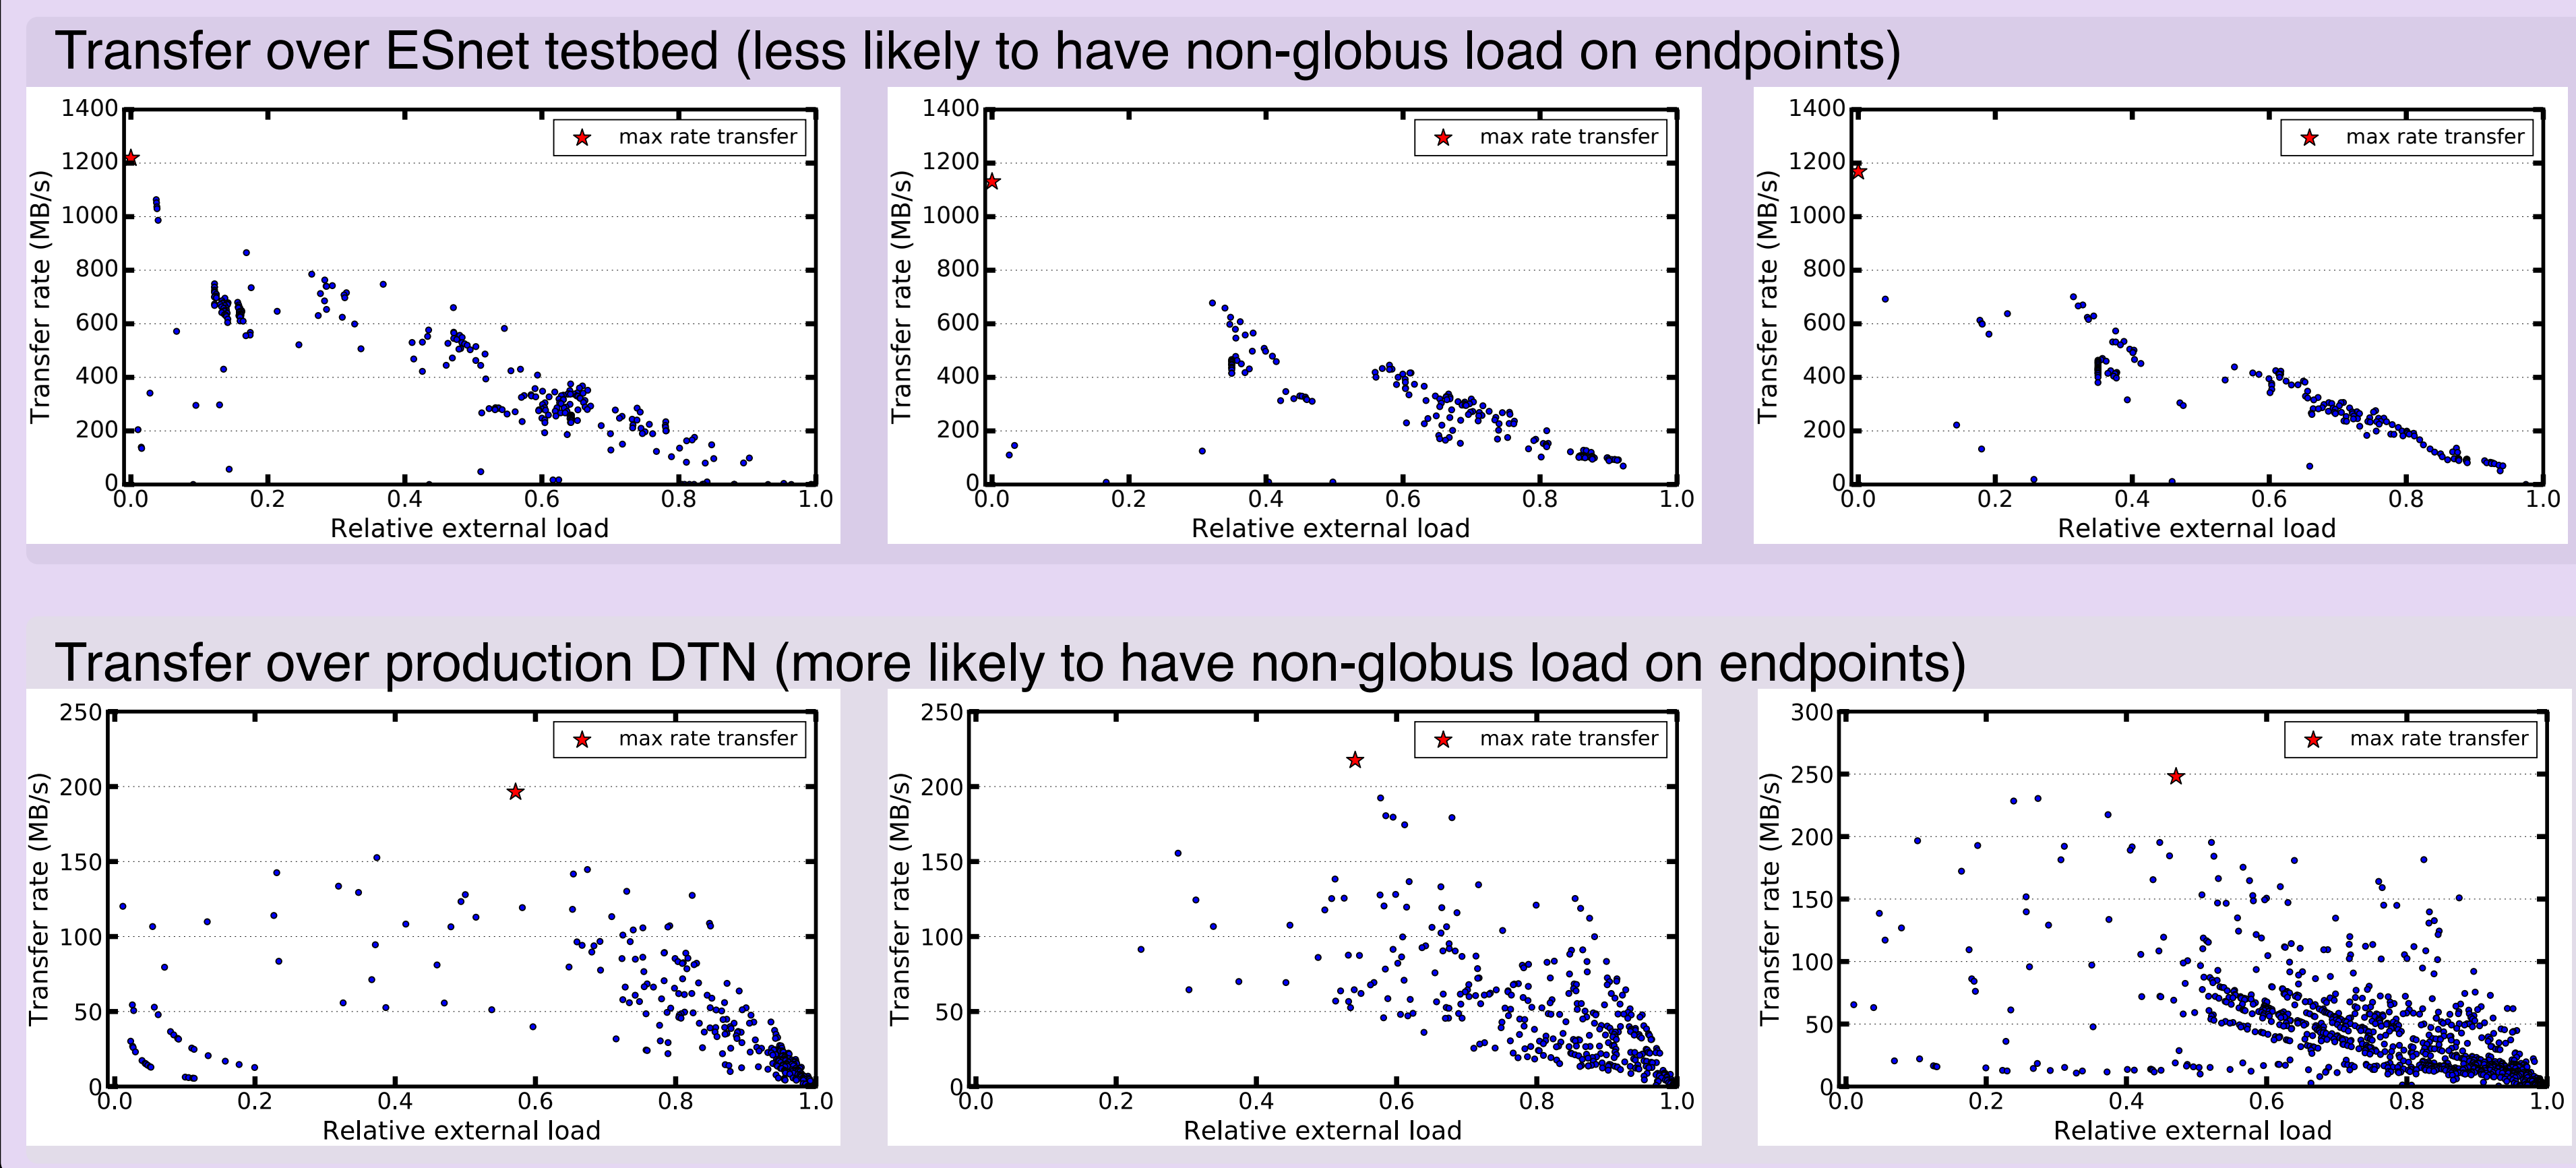 Transfer over ESnet testbed (less likely to have non-globus load on endpoints)
1400
1200
1000
800
600
400
200
0
Transfer rate (MB/s)
max rate transfer
0.0 0.2 0.4 0.6 0.8 1.0
Relative external load
1400
1200
1000
800
600
400
200
0
Transfer rate (MB/s)
max rate transfer
0.0 0.2 0.4 0.6 0.8 1.0
Relative external load
1400
1200
1000
800
600
400
200
0
Transfer rate (MB/s)
max rate transfer
0.0 0.2 0.4 0.6 0.8 1.0
Relative external load
Transfer over production DTN (more likely to have non-globus load on endpoints)
250
200
150
100
50
0
Transfer rate (MB/s)
max rate transfer
0.0 0.2 0.4 0.6 0.8 1.0
Relative external load
250
200
150
100
50
0
Transfer rate (MB/s)
max rate transfer
0.0 0.2 0.4 0.6 0.8 1.0
Relative external load
300
250
200
150
100
50
0
Transfer rate (MB/s)
max rate transfer
0.0 0.2 0.4 0.6 0.8 1.0
Relative external load